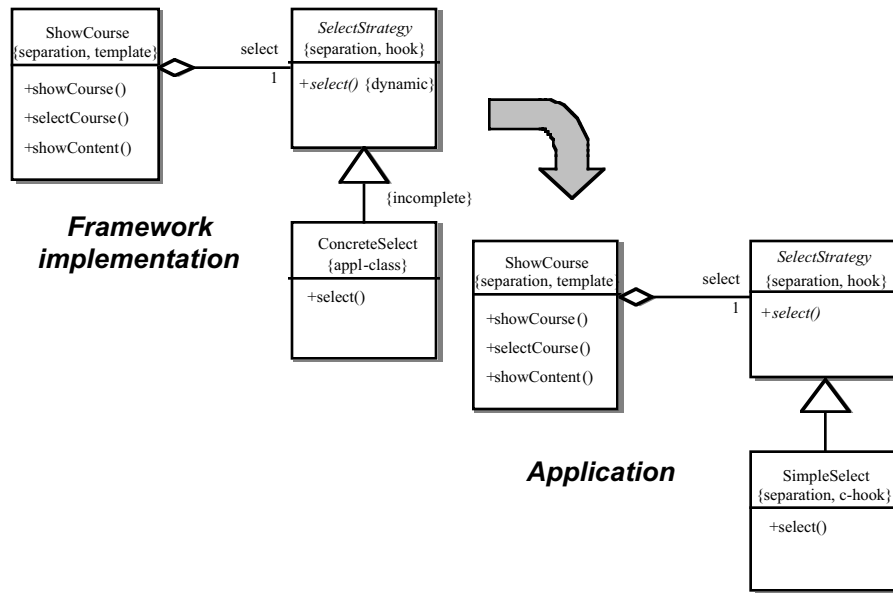 ShowCourse
{separation, template}
+showCourse()
+selectCourse()
+showContent()
select
1
SelectStrategy
{separation, hook}
+select() {dynamic}
{incomplete}
ConcreteSelect
{appl-class}
+select()
Framework
implementation
ShowCourse
{separation, template
+showCourse()
+selectCourse()
+showContent()
select
1
SelectStrategy
{separation, hook}
+select()
Application
SimpleSelect
{separation, c-hook}
+select()